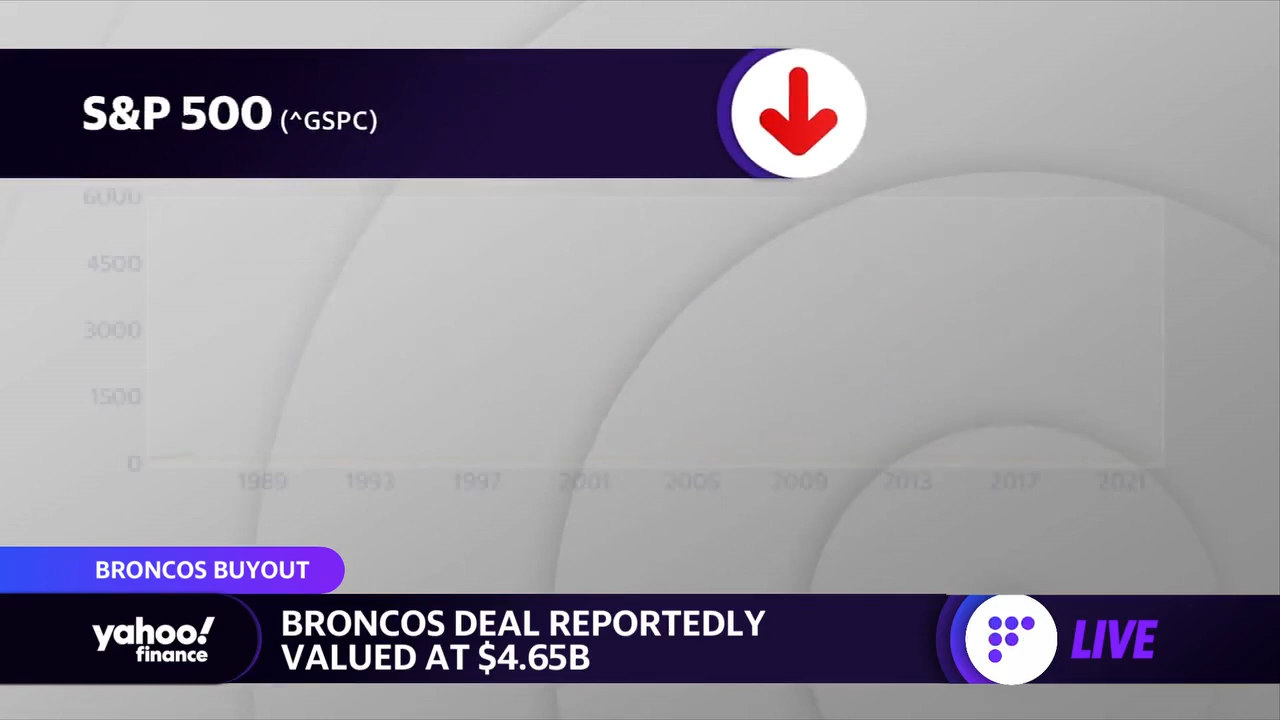 S&P 500 (^GSPC)
6000
4500
3000
1500
0
1989 1993 1997 2001 2005 2009 2013 2017 2021
BRONCOS BUYOUT
yahoo!
finance
BRONCOS DEAL REPORTEDLY
VALUED AT $4.65B
LIVE